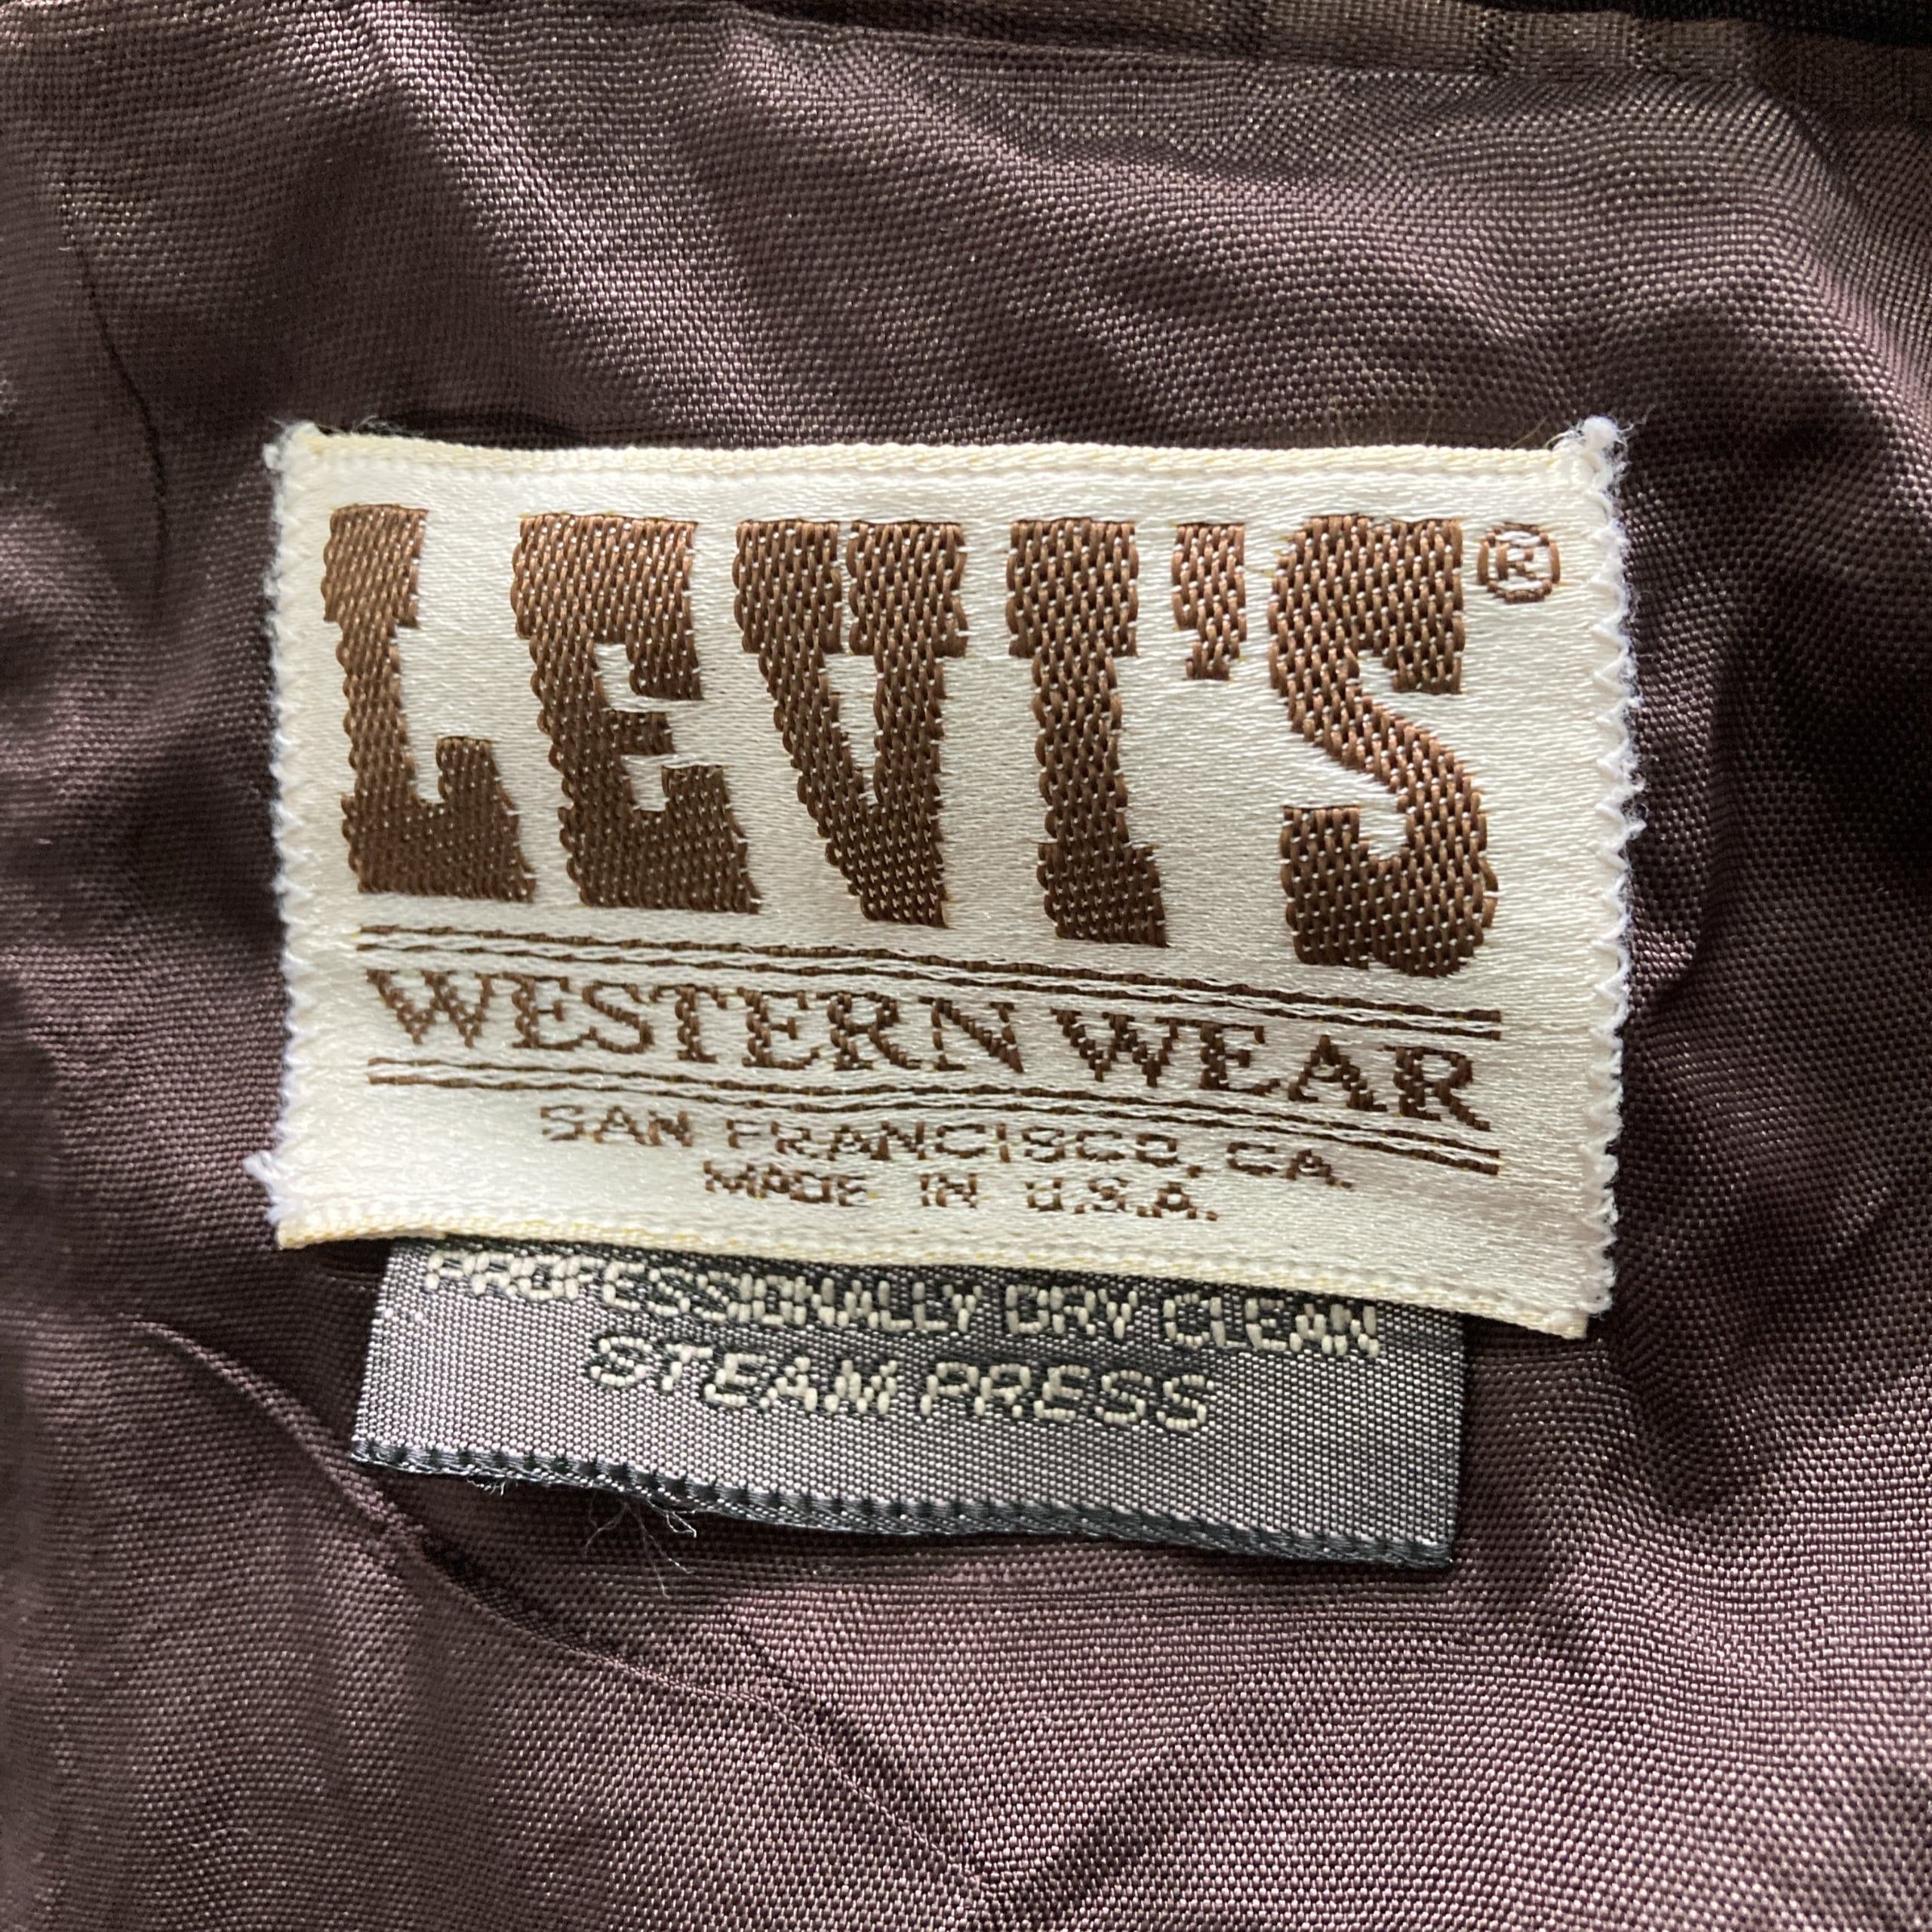 LEVI'S®
WESTERN WEAR
SAN FRANCISCO, CA.
MADE IN U.S.A.
PROFESSIONALLY DRY CLEAN
STEAM PRESS